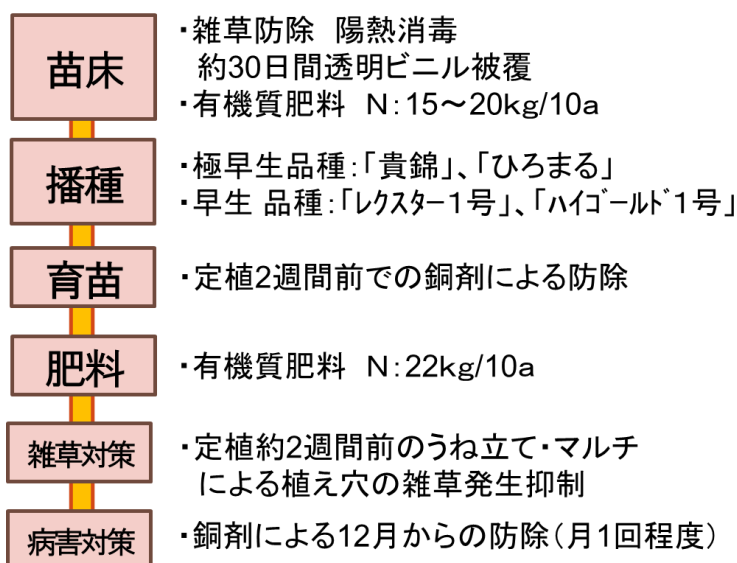 苗床
・雑草防除　陽熱消毒
約30日間透明ビニル被覆
・有機質肥料　N:15～20kg/10a
播種
・極早生品種:「貴錦」、「ひろまる」
・早生 品種:「ﾚｸｽﾀｰ１号」、「ﾊｲｺﾞｰﾙﾄﾞ１号」
育苗
・定植2週間前での銅剤による防除
肥料
・有機質肥料　N:22kg/10a
雑草対策
・定植約2週間前のうね立て・マルチ
による植え穴の雑草発生抑制
病害対策
・銅剤による12月からの防除(月1回程度)